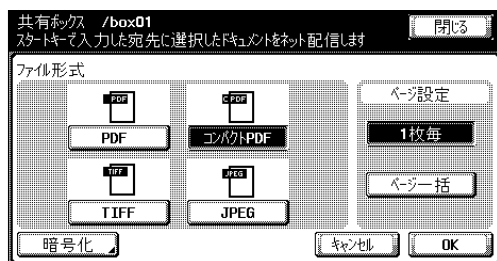 共有ボックス /box01
閉じる
スタートキーで入力した宛先に選択したドキュメントをネット配信します
ファイル形式
PDF
C PDF
PDF
コンパクトPDF
TIFF
JPEG
TIFF
JPEG
ページ設定
1枚毎
ページ一括
暗号化
キャンセル
OK